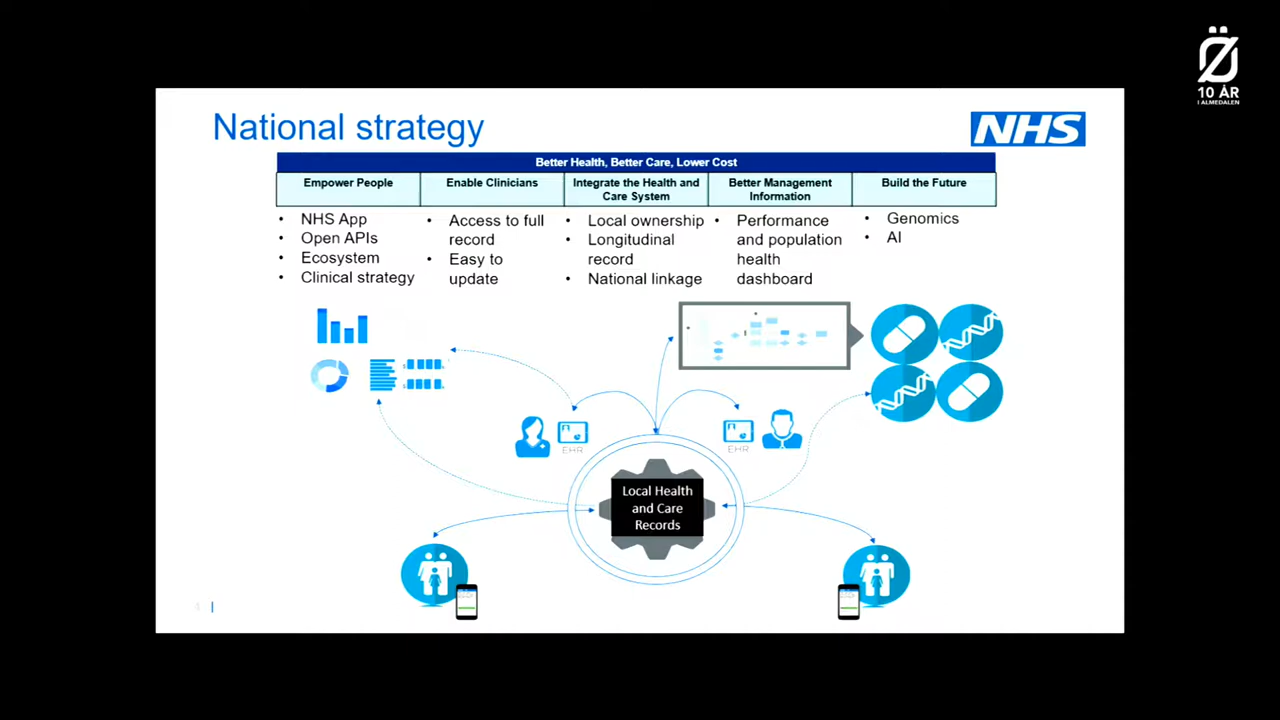 Ö
10 ÅR
I ALMEDALEN
National strategy
NHS
Better Health, Better Care, Lower Cost
Empower People
Enable Clinicians
Integrate the Health and
Care System
Better Management
Information
Build the Future
• NHS App
• Open APIs
• Ecosystem
• Clinical strategy
• Access to full
record
• Easy to
update
• Local ownership
• Longitudinal
record
• National linkage
• Performance
and population
health
dashboard
• Genomics
• AI
EHR
EHR
Local Health
and Care
Records
4 |